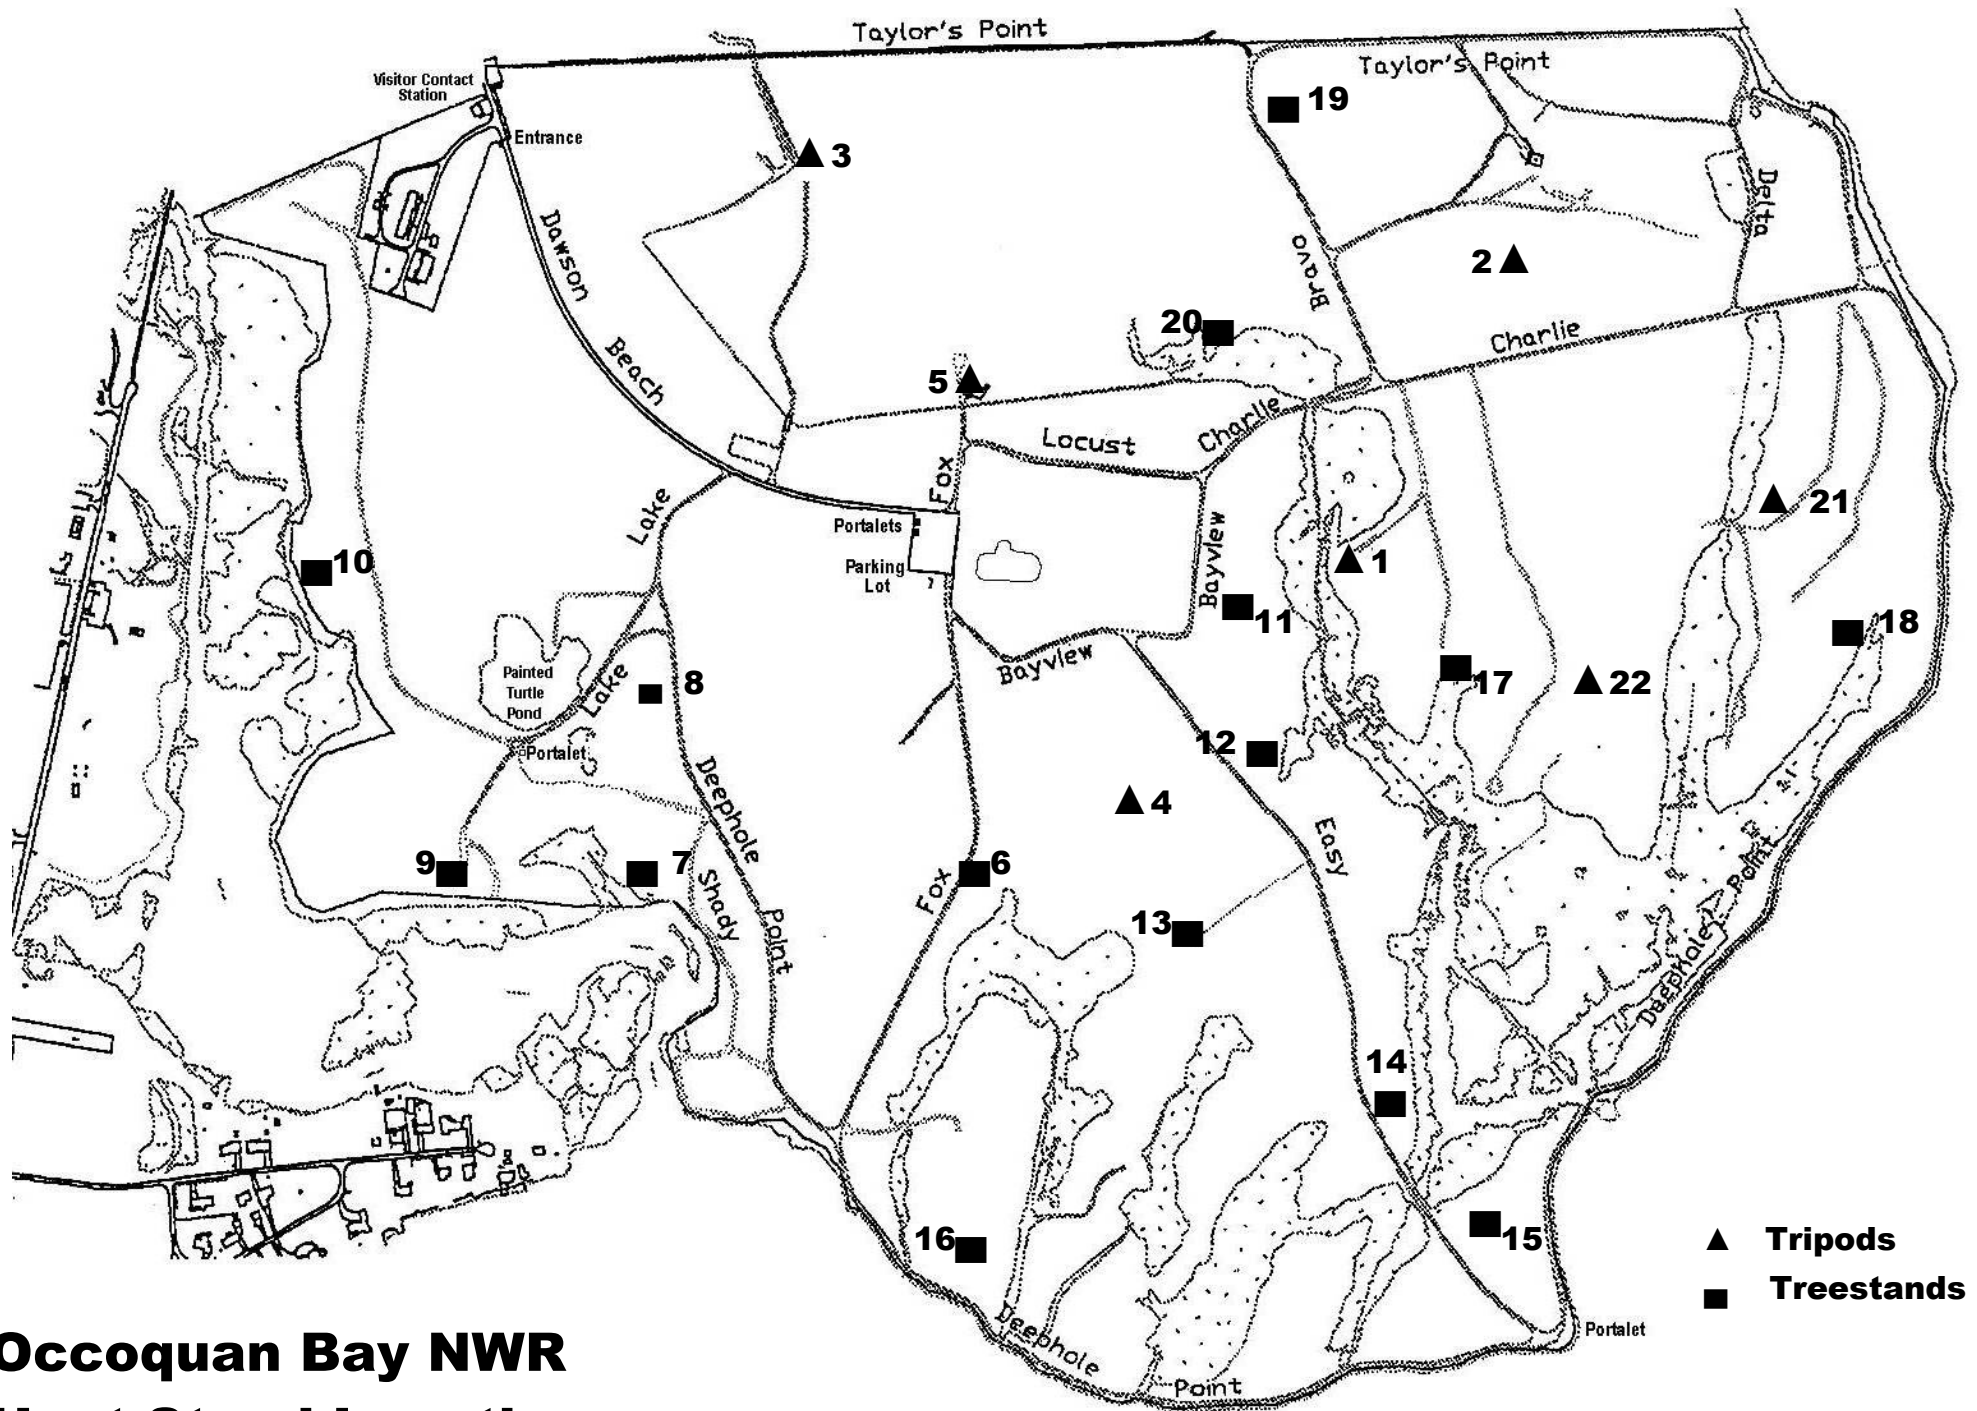 Taylor's Point
Taylor's Point
Visitor Contact
Station
19
Entrance
3
Delta
Dawson
Bravo
2
20
Charlie
Beach
5
Charlie
Locust
Fox
Lake
21
Portalets
Bayview
10
Parking
Lot
1
11
18
Bayview
Painted
Turtle
Pond
Lake
8
17
22
12
Portalet
Deephole
4
Easy
9
7
6
Shady
Fox
Point
13
Deephole Point
14
16
15
Tripods
Treestands
Deephole
Point
Portalet
Occoquan Bay NWR